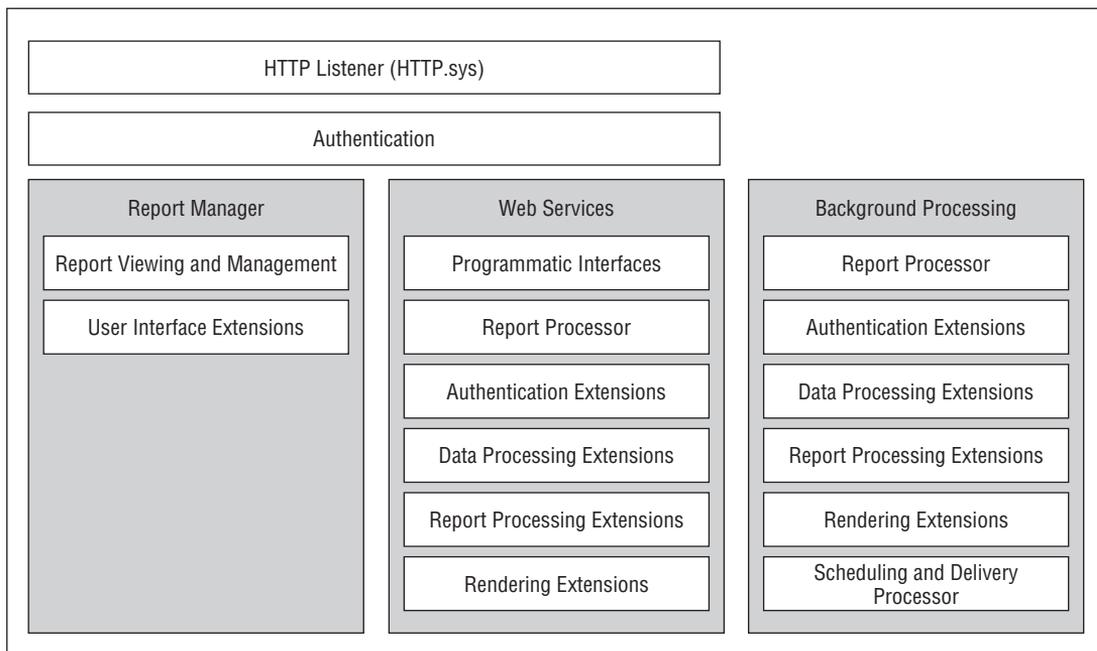 HTTP Listener (HTTP.sys)
Authentication
Report Manager
Report Viewing and Management
User Interface Extensions
Web Services
Programmatic Interfaces
Report Processor
Authentication Extensions
Data Processing Extensions
Report Processing Extensions
Rendering Extensions
Background Processing
Report Processor
Authentication Extensions
Data Processing Extensions
Report Processing Extensions
Rendering Extensions
Scheduling and Delivery
Processor